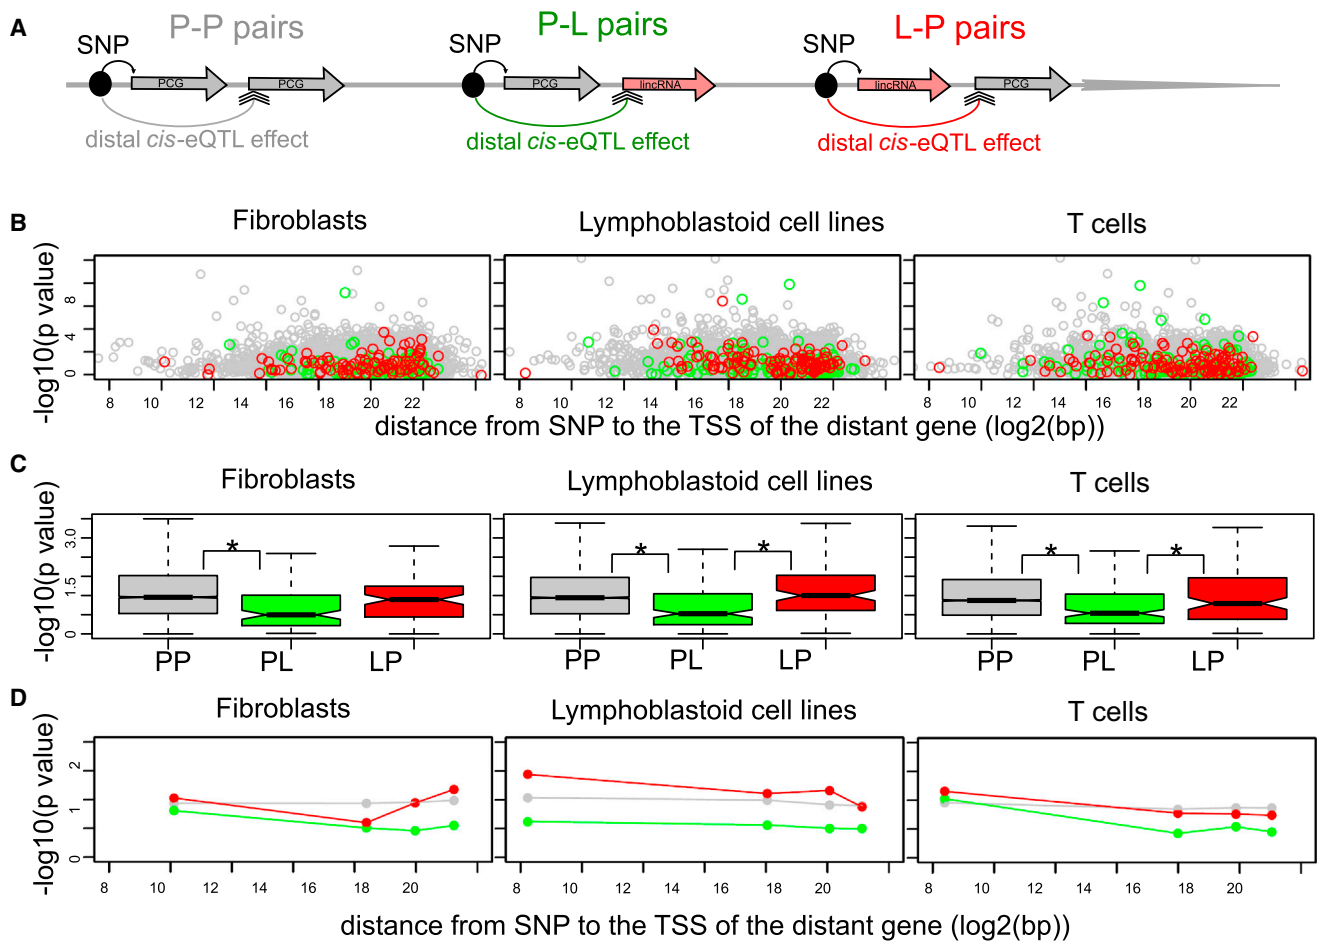 A
P-P pairs
P-L pairs
L-P pairs
SNP
SNP
SNP
PCG
PCG
PCG
lincRNA
lincRNA
PCG
distal cis-eQTL effect
distal cis-eQTL effect
distal cis-eQTL effect
B
Fibroblasts
Lymphoblastoid cell lines
T cells
-log10(p value)
0 4 8
8 10 12 14 16 18 20 22
8 10 12 14 16 18 20 22
8 10 12 14 16 18 20 22
distance from SNP to the TSS of the distant gene (log2(bp))
C
Fibroblasts
Lymphoblastoid cell lines
T cells
-log10(p value)
0 1.5 3.0
*
* *
* *
PP PL LP
PP PL LP
PP PL LP
D
Fibroblasts
Lymphoblastoid cell lines
T cells
-log10(p value)
0 1 2
8 10 12 14 16 18 20
8 10 12 14 16 18 20
8 10 12 14 16 18 20
distance from SNP to the TSS of the distant gene (log2(bp))